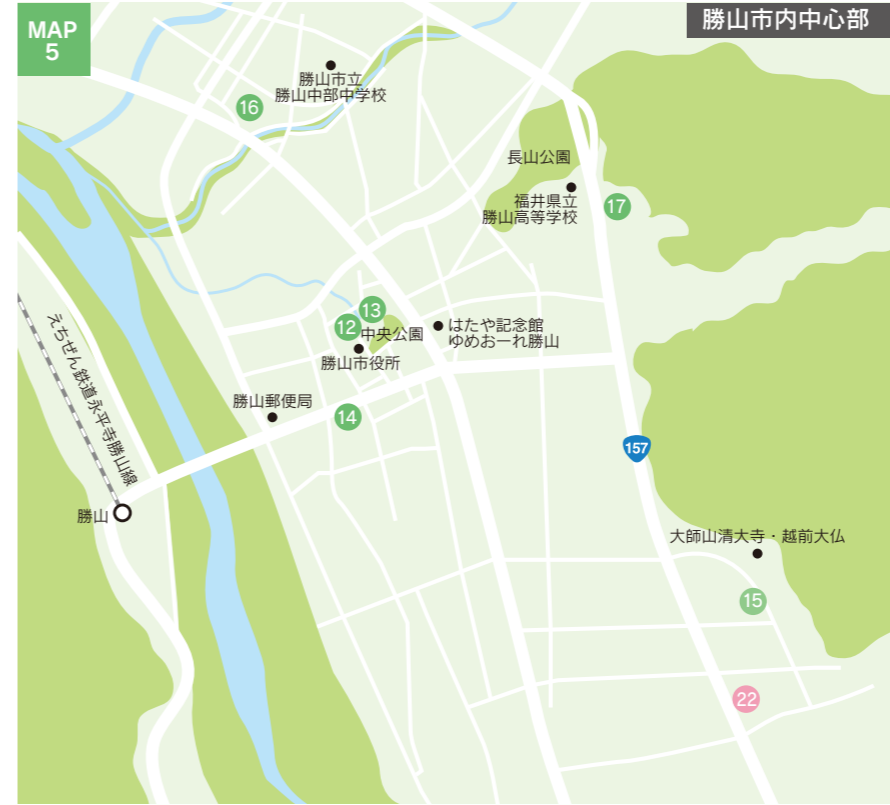 MAP
5
勝山市内中心部
勝山市立
勝山中部中学校
16
長山公園
福井県立
勝山高等学校
17
13
12
中央公園
はたや記念館
ゆめおーれ勝山
勝山市役所
勝山郵便局
14
えちぜん鉄道永平寺勝山線
157
勝山
大師山清大寺・越前大仏
15
22